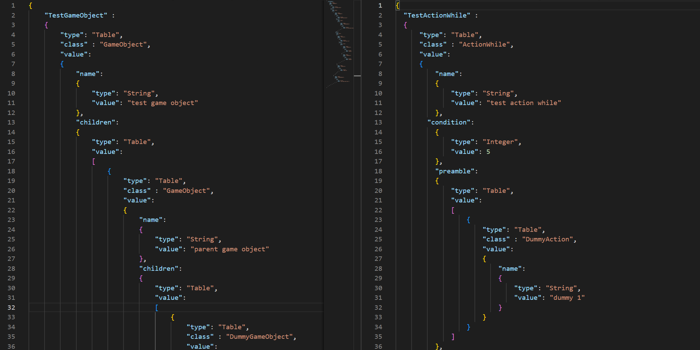 1 {
2 "TestGameObject" :
3 {
4 "type": "Table",
5 "class" : "GameObject",
6 "value":
7 {
8 "name":
9 {
10 "type": "String",
11 "value": "test game object"
12 },
13 "children":
14 {
15 "type": "Table",
16 "value":
17 [
18 {
19 "type": "Table",
20 "class" : "GameObject",
21 "value":
22 {
23 "name":
24 {
25 "type": "String",
26 "value": "parent game object"
27 },
28 "children":
29 {
30 "type": "Table",
31 "value":
32 [
33 {
34 "type": "Table",
35 "class" : "DummyGameObject",
36 "value":
1 {
2 "TestActionWhile" :
3 {
4 "type": "Table",
5 "class" : "ActionWhile",
6 "value":
7 {
8 "name":
9 {
10 "type": "String",
11 "value": "test action while"
12 },
13 "condition":
14 {
15 "type": "Integer",
16 "value": 5
17 },
18 "preamble":
19 {
20 "type": "Table",
21 "value":
22 [
23 {
24 "type": "Table",
25 "class" : "DummyAction",
26 "value":
27 {
28 "name":
29 {
30 "type": "String",
31 "value": "dummy 1"
32 }
33 }
34 }
35 ]
36 },